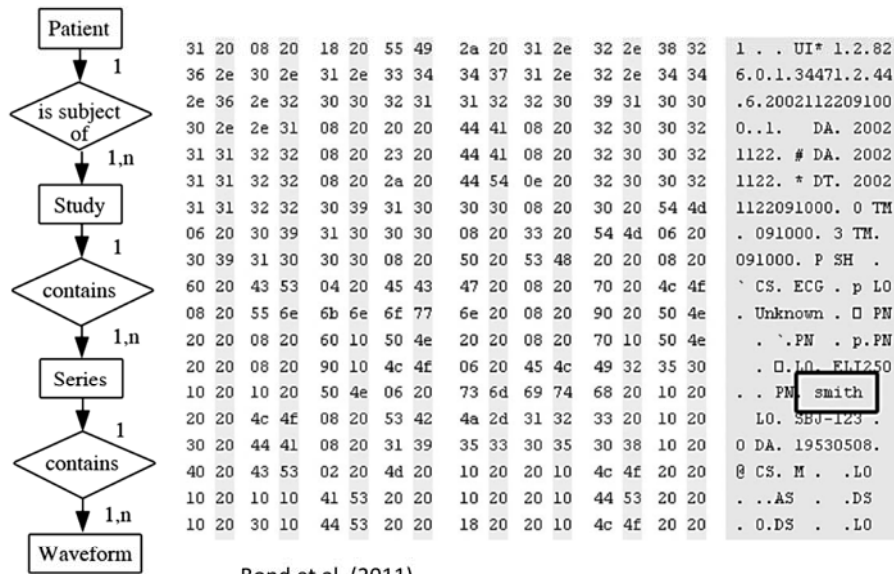 Patient
1
is subject
of
1,n
Study
1
contains
1,n
Series
1
contains
1,n
Waveform
31 20 08 20 18 20 55 49 2a 20 31 2e 32 2e 38 32 1 . . UI* 1.2.82
36 2e 30 2e 31 2e 33 34 34 37 31 2e 32 2e 34 34 6.0.1.34471.2.44
2e 36 2e 32 30 30 32 31 31 32 32 30 39 31 30 30 .6.2002112209100
30 2e 2e 31 08 20 20 20 44 41 08 20 32 30 30 32 0..1. DA. 2002
31 31 32 32 08 20 23 20 44 41 08 20 32 30 30 32 1122. # DA. 2002
31 31 32 32 08 20 2a 20 44 54 0e 20 32 30 30 32 1122. * DT. 2002
31 31 32 32 30 39 31 30 30 30 08 20 30 20 54 4d 1122091000. 0 TM
06 20 30 39 31 30 30 30 08 20 33 20 54 4d 06 20 . 091000. 3 TM.
30 39 31 30 30 30 08 20 50 20 53 48 20 20 08 20 091000. P SH .
60 20 43 53 04 20 45 43 47 20 08 20 70 20 4c 4f ` CS. ECG . p LO
08 20 55 6e 6b 6e 6f 77 6e 20 08 20 90 20 50 4e . Unknown . □ PN
20 20 08 20 60 10 50 4e 20 20 08 20 70 10 50 4e . `.PN . p.PN
20 20 08 20 90 10 4c 4f 06 20 45 4c 49 32 35 30 . □.LO. ELI250
10 20 10 20 50 4e 06 20 73 6d 69 74 68 20 10 20 . . PN. smith
20 20 4c 4f 08 20 53 42 4a 2d 31 32 33 20 10 20 LO. SBJ-123 .
30 20 44 41 08 20 31 39 35 33 30 35 30 38 10 20 0 DA. 19530508.
40 20 43 53 02 20 4d 20 10 20 20 10 4c 4f 20 20 @ CS. M . .LO
10 20 10 10 41 53 20 20 10 20 20 10 44 53 20 20 . ..AS . .DS
10 20 30 10 44 53 20 20 18 20 20 10 4c 4f 20 20 . 0.DS . .LO
Bond et al. (2011)